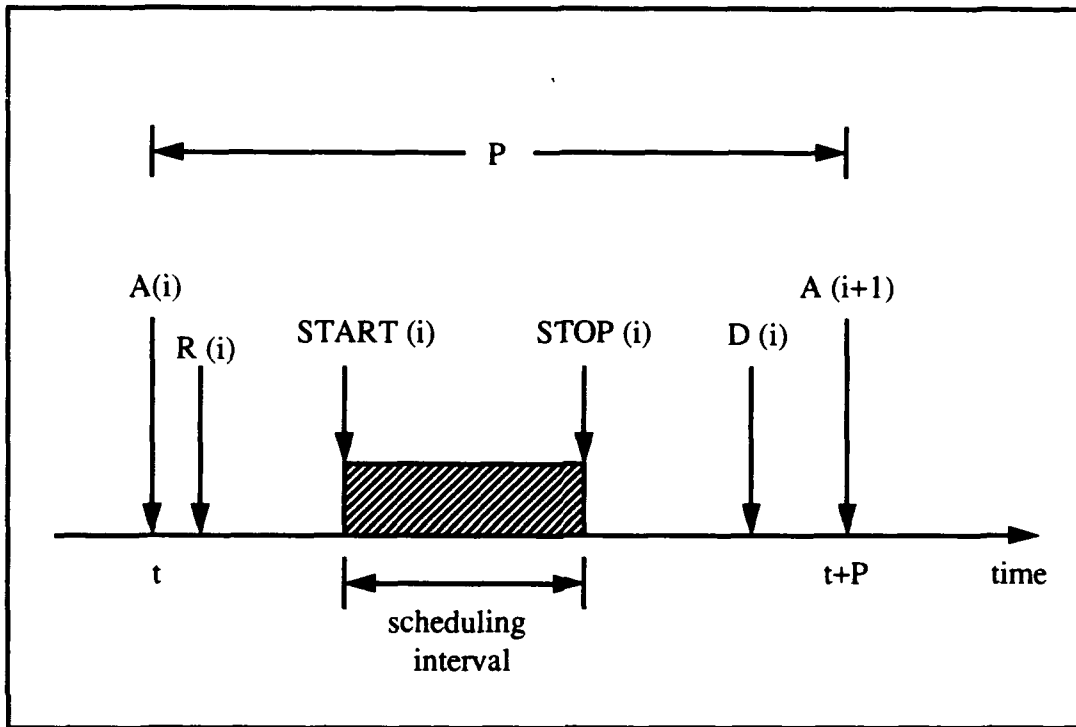 P
A(i)
R (i)
START (i)
STOP (i)
D (i)
A (i+1)
t
t+P
time
scheduling
interval